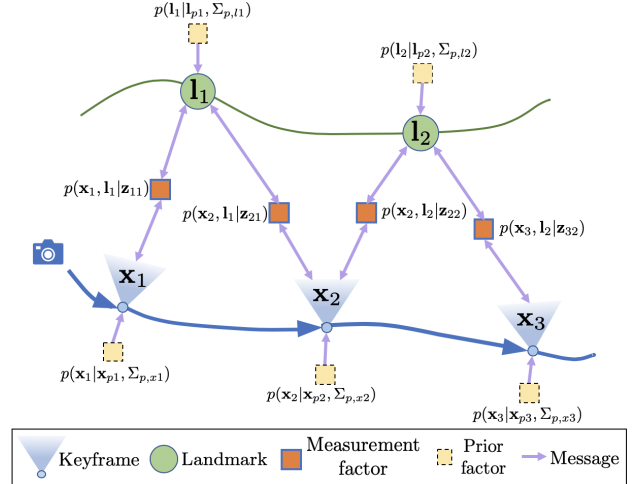 p(l₁|lₚ₁, Σₚ,ₗ₁)
p(l₂|lₚ₂, Σₚ,ₗ₂)
l₁
l₂
p(x₁, l₁|z₁₁)
p(x₂, l₁|z₂₁)
p(x₂, l₂|z₂₂)
p(x₃, l₂|z₃₂)
x₁
x₂
x₃
p(x₁|xₚ₁, Σₚ,ₓ₁)
p(x₂|xₚ₂, Σₚ,ₓ₂)
p(x₃|xₚ₃, Σₚ,ₓ₃)
Keyframe
Landmark
Measurement
factor
Prior
factor
Message